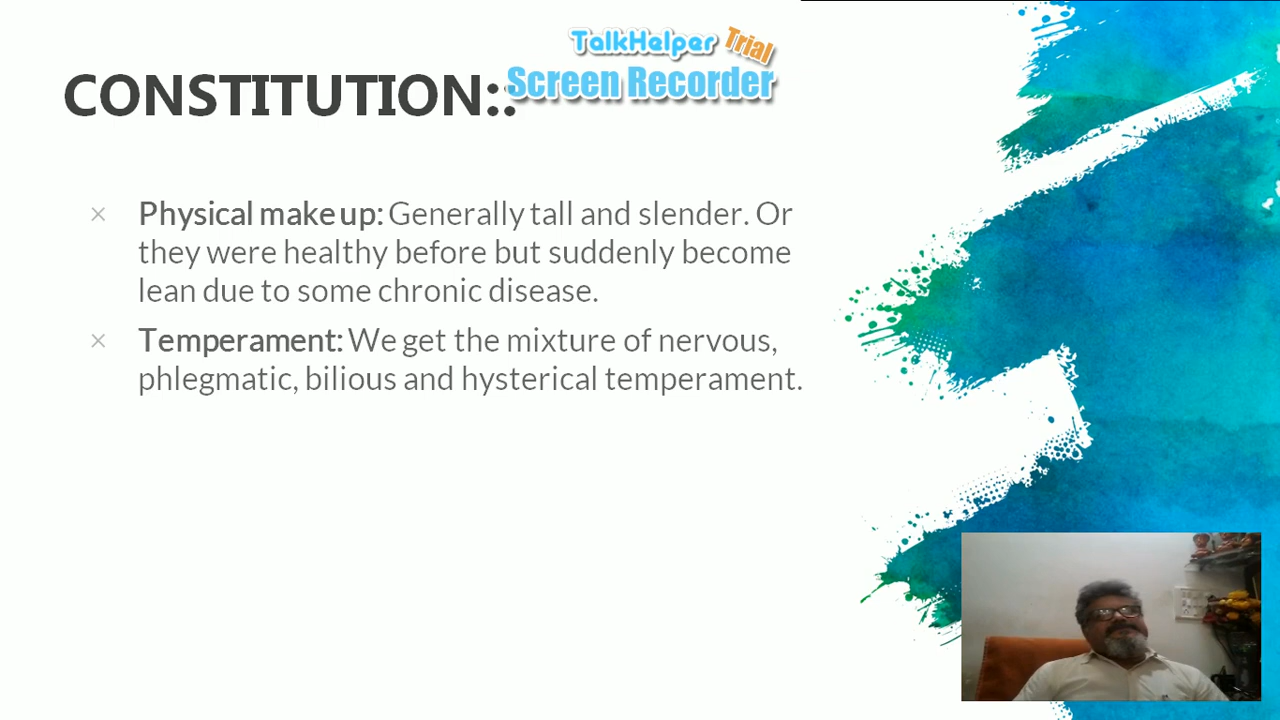 TalkHelper Trial
Screen Recorder
CONSTITUTION::
× Physical make up: Generally tall and slender. Or
they were healthy before but suddenly become
lean due to some chronic disease.
× Temperament: We get the mixture of nervous,
phlegmatic, bilious and hysterical temperament.